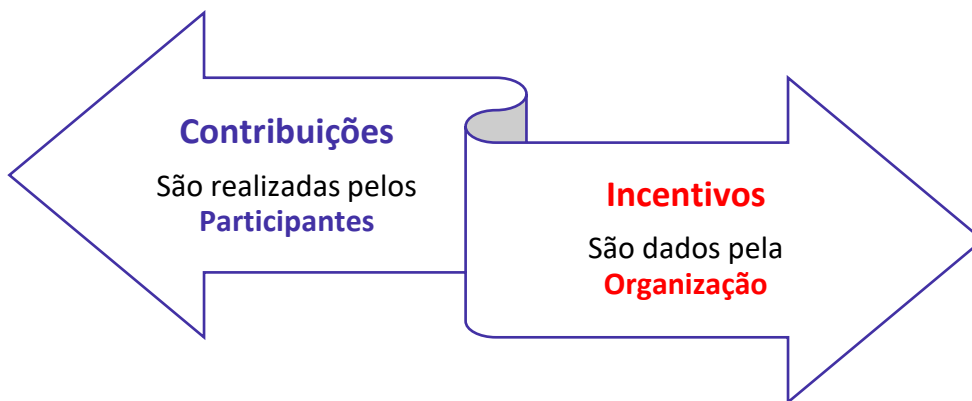 Contribuições
São realizadas pelos
Participantes
Incentivos
São dados pela
Organização